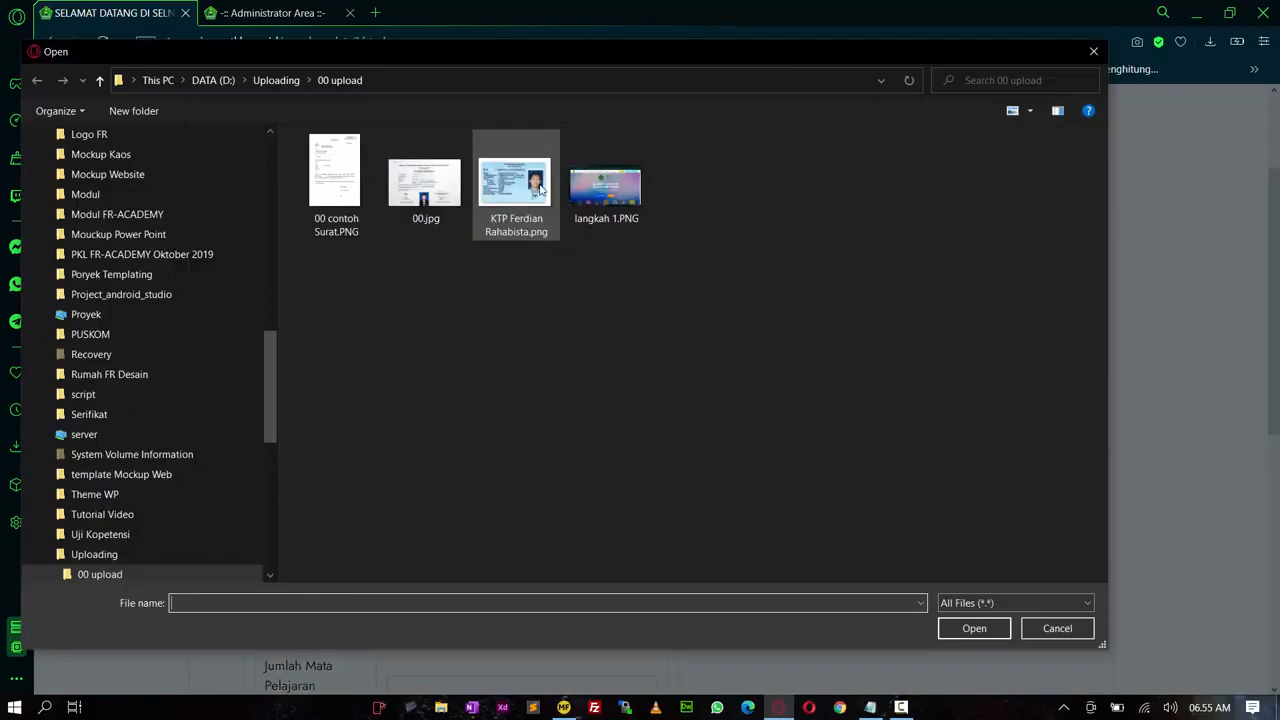 SELAMAT DATANG DI SELN
-:: Administrator Area ::-
Open
This PC
DATA (D:)
Uploading
00 upload
Search 00 upload
enghitung...
Organize
New folder
Logo FR
Mockup Kaos
Mockup Website
Modul
Modul FR-ACADEMY
Mouckup Power Point
PKL FR-ACADEMY Oktober 2019
Poryek Templating
Project_android_studio
Proyek
PUSKOM
Recovery
Rumah FR Desain
script
Serifikat
server
System Volume Information
template Mockup Web
Theme WP
Tutorial Video
Uji Kopetensi
Uploading
00 upload
00 contoh
Surat.PNG
00.jpg
KTP Ferdian
Rahabista.png
langkah 1.PNG
File name:
All Files (*.*)
Open
Cancel
Jumlah Mata
Pelajaran
06.55 AM